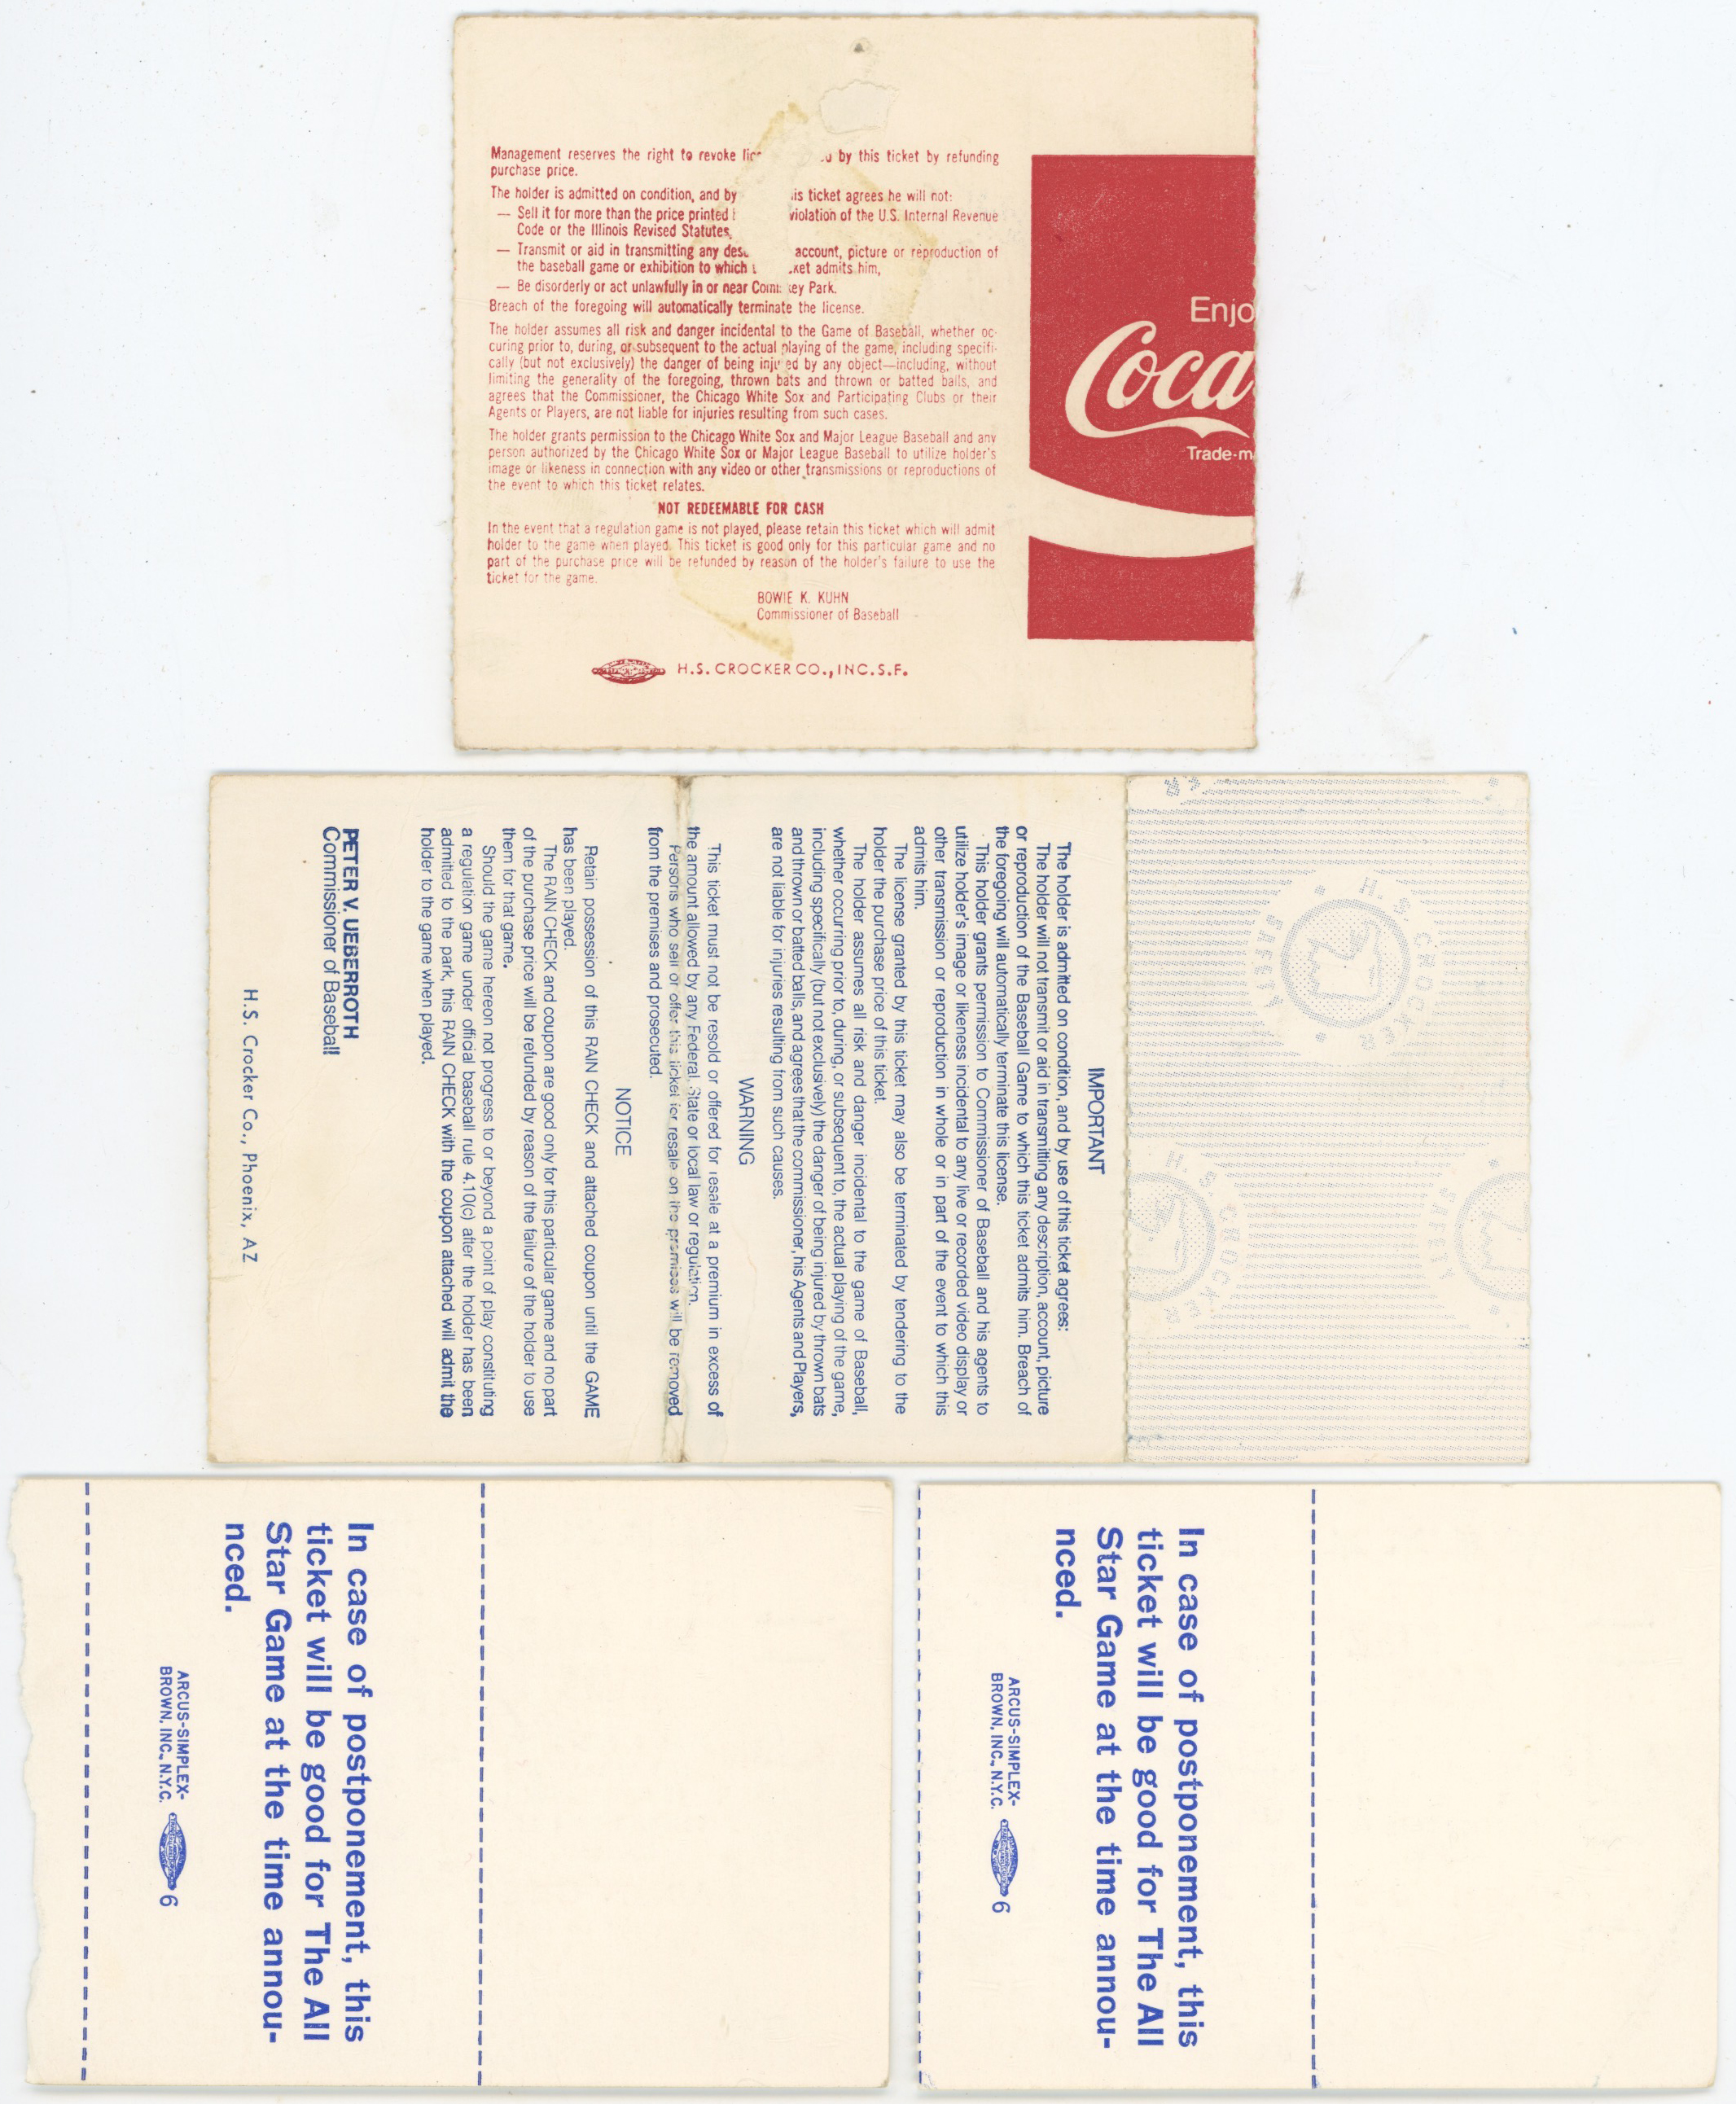 Management reserves the right to revoke by this ticket by refunding
purchase price.
The holder is admitted on condition, and by ticket agrees he will not:
— Sell it for more than the price printed violation of the U.S. Internal Revenue
Code or the Illinois Revised Statutes,
— Transmit or aid in transmitting any account, picture or reproduction of
the baseball game or exhibition to which admits him,
— Be disorderly or act unlawfully in or near Comiskey Park.
Breach of the foregoing will automatically terminate the license.
The holder assumes all risk and danger incidental to the Game of Baseball, whether oc-
curing prior to, during, or subsequent to the actual playing of the game, including specifi-
cally (but not exclusively) the danger of being injured by any object—including, without
limiting the generality of the foregoing, thrown bats and thrown or batted balls, and
agrees that the Commissioner, the Chicago White Sox and Participating Clubs or their
Agents or Players, are not liable for injuries resulting from such cases.
The holder grants permission to the Chicago White Sox and Major League Baseball and any
person authorized by the Chicago White Sox or Major League Baseball to utilize holder's
image or likeness in connection with any video or other transmissions or reproductions of
the event to which this ticket relates.
NOT REDEEMABLE FOR CASH
In the event that a regulation game is not played, please retain this ticket which will admit
holder to the game when played. This ticket is good only for this particular game and no
part of the purchase price will be refunded by reason of the holder's failure to use the
ticket for the game.
BOWIE K. KUHN
Commissioner of Baseball
H.S. CROCKER CO., INC. S.F.
Enjo
Coca
Trade-m
IMPORTANT
The holder is admitted on condition, and by use of this ticket agrees:
The holder will not transmit or aid in transmitting any description, account, picture
or reproduction of the Baseball Game to which this ticket admits him. Breach of
the foregoing will automatically terminate this license.
This holder grants permission to Commissioner of Baseball and his agents to
utilize holder's image or likeness incidental to any live or recorded video display or
other transmission or reproduction in whole or in part of the event to which this
admits him.
The license granted by this ticket may also be terminated by tendering to the
holder the purchase price of this ticket.
The holder assumes all risk and danger incidental to the game of Baseball,
whether occurring prior to, during, or subsequent to, the actual playing of the game,
including specifically (but not exclusively) the danger of being injured by thrown bats
and thrown or batted balls, and agrees that the commissioner, his Agents and Players,
are not liable for injuries resulting from such causes.
WARNING
This ticket must not be resold or offered for resale at a premium in excess of
the amount allowed by any Federal, State or local law or regulation.
Persons who sell or offer this ticket for resale on the premises will be removed
from the premises and prosecuted.
NOTICE
Retain possession of this RAIN CHECK and attached coupon until the GAME
has been played.
The RAIN CHECK and coupon are good only for this particular game and no part
of the purchase price will be refunded by reason of the failure of the holder to use
them for that game.
Should the game hereon not progress to or beyond a point of play constituting
a regulation game under official baseball rule 4.10(c) after the holder has been
admitted to the park, this RAIN CHECK with the coupon attached will admit the
holder to the game when played.
PETER V. UEBERROTH
Commissioner of Baseball
H.S. Crocker Co., Phoenix, AZ
H. S. CROCKER
SAFETY
H. S. CROCKER
SAFETY
In case of postponement, this
ticket will be good for The All
Star Game at the time annou-
nced.
ARCUS-SIMPLEX-
BROWN, INC., N.Y.C.
6
In case of postponement, this
ticket will be good for The All
Star Game at the time annou-
nced.
ARCUS-SIMPLEX-
BROWN, INC., N.Y.C.
6